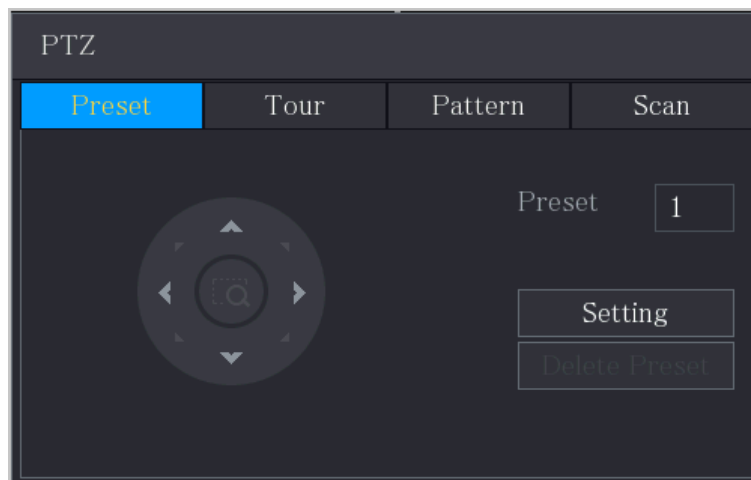 PTZ
Preset Tour Pattern Scan
Preset 1
Setting
Delete Preset